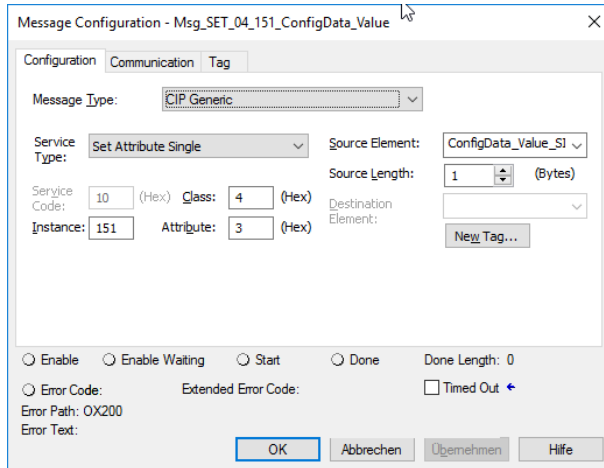 Message Configuration - Msg_SET_04_151_ConfigData_Value
Configuration Communication Tag
Message Type: CIP Generic
Service Type: Set Attribute Single Source Element: ConfigData_Value_SI
Source Length: 1 (Bytes)
Service Code: 10 (Hex) Class: 4 (Hex) Destination Element:
Instance: 151 Attribute: 3 (Hex) New Tag...
Enable Enable Waiting Start Done Done Length: 0
Error Code: Extended Error Code: Timed Out
Error Path: OX200
Error Text:
OK Abbrechen Übernehmen Hilfe